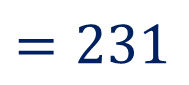 = 231